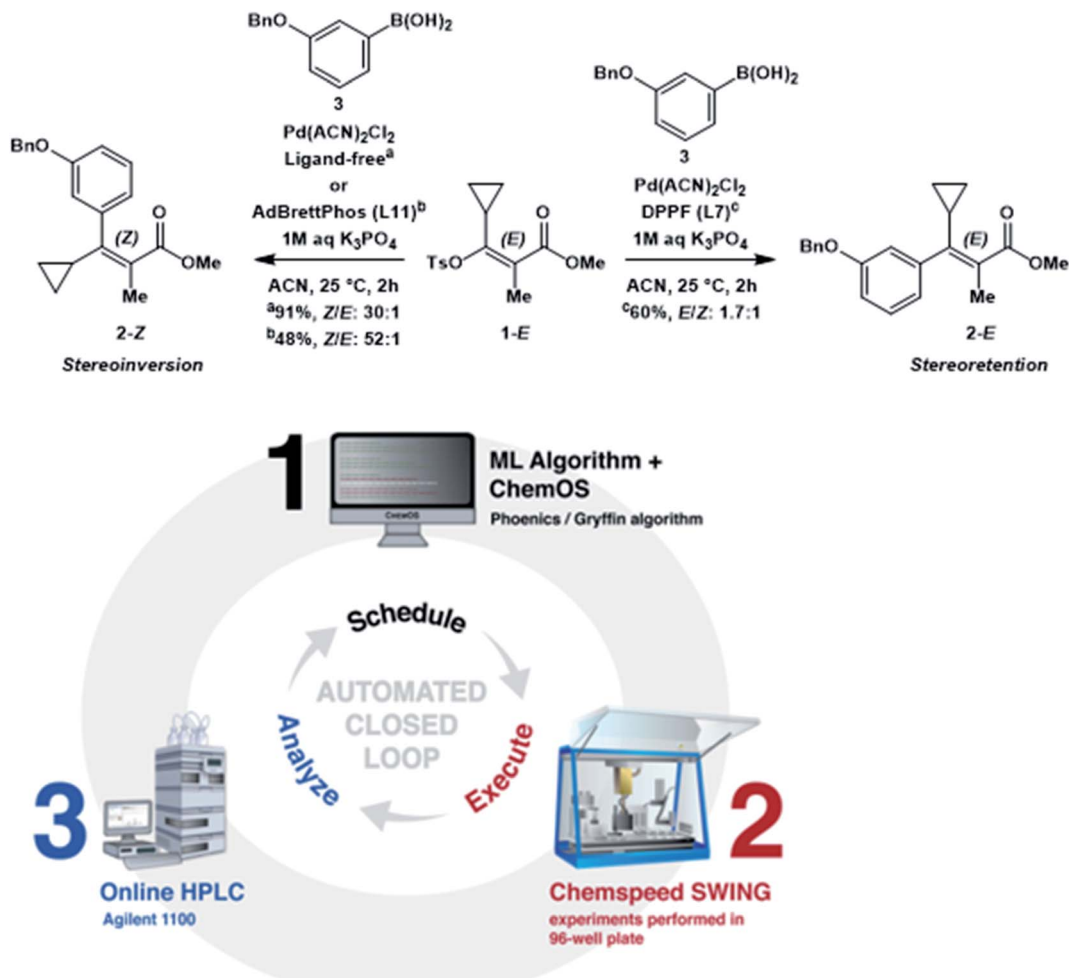 BnO
B(OH)₂
3
Pd(ACN)₂Cl₂
Ligand-freeᵃ
or
AdBrettPhos (L11)ᵇ
1M aq K₃PO₄
ACN, 25 °C, 2h
ᵃ91%, Z/E: 30:1
ᵇ48%, Z/E: 52:1
BnO
(Z)
O
OMe
Me
2-Z
Stereoinversion
TsO
(E)
O
OMe
Me
1-E
BnO
B(OH)₂
3
Pd(ACN)₂Cl₂
DPPF (L7)ᶜ
1M aq K₃PO₄
ACN, 25 °C, 2h
ᶜ60%, E/Z: 1.7:1
BnO
(E)
O
OMe
Me
2-E
Stereoretention
1
ML Algorithm +
ChemOS
Phoenics / Gryffin algorithm
ChemOS
Schedule
AUTOMATED
CLOSED
LOOP
Execute
Analyze
2
Chemspeed SWING
experiments performed in
96-well plate
3
Online HPLC
Agilent 1100